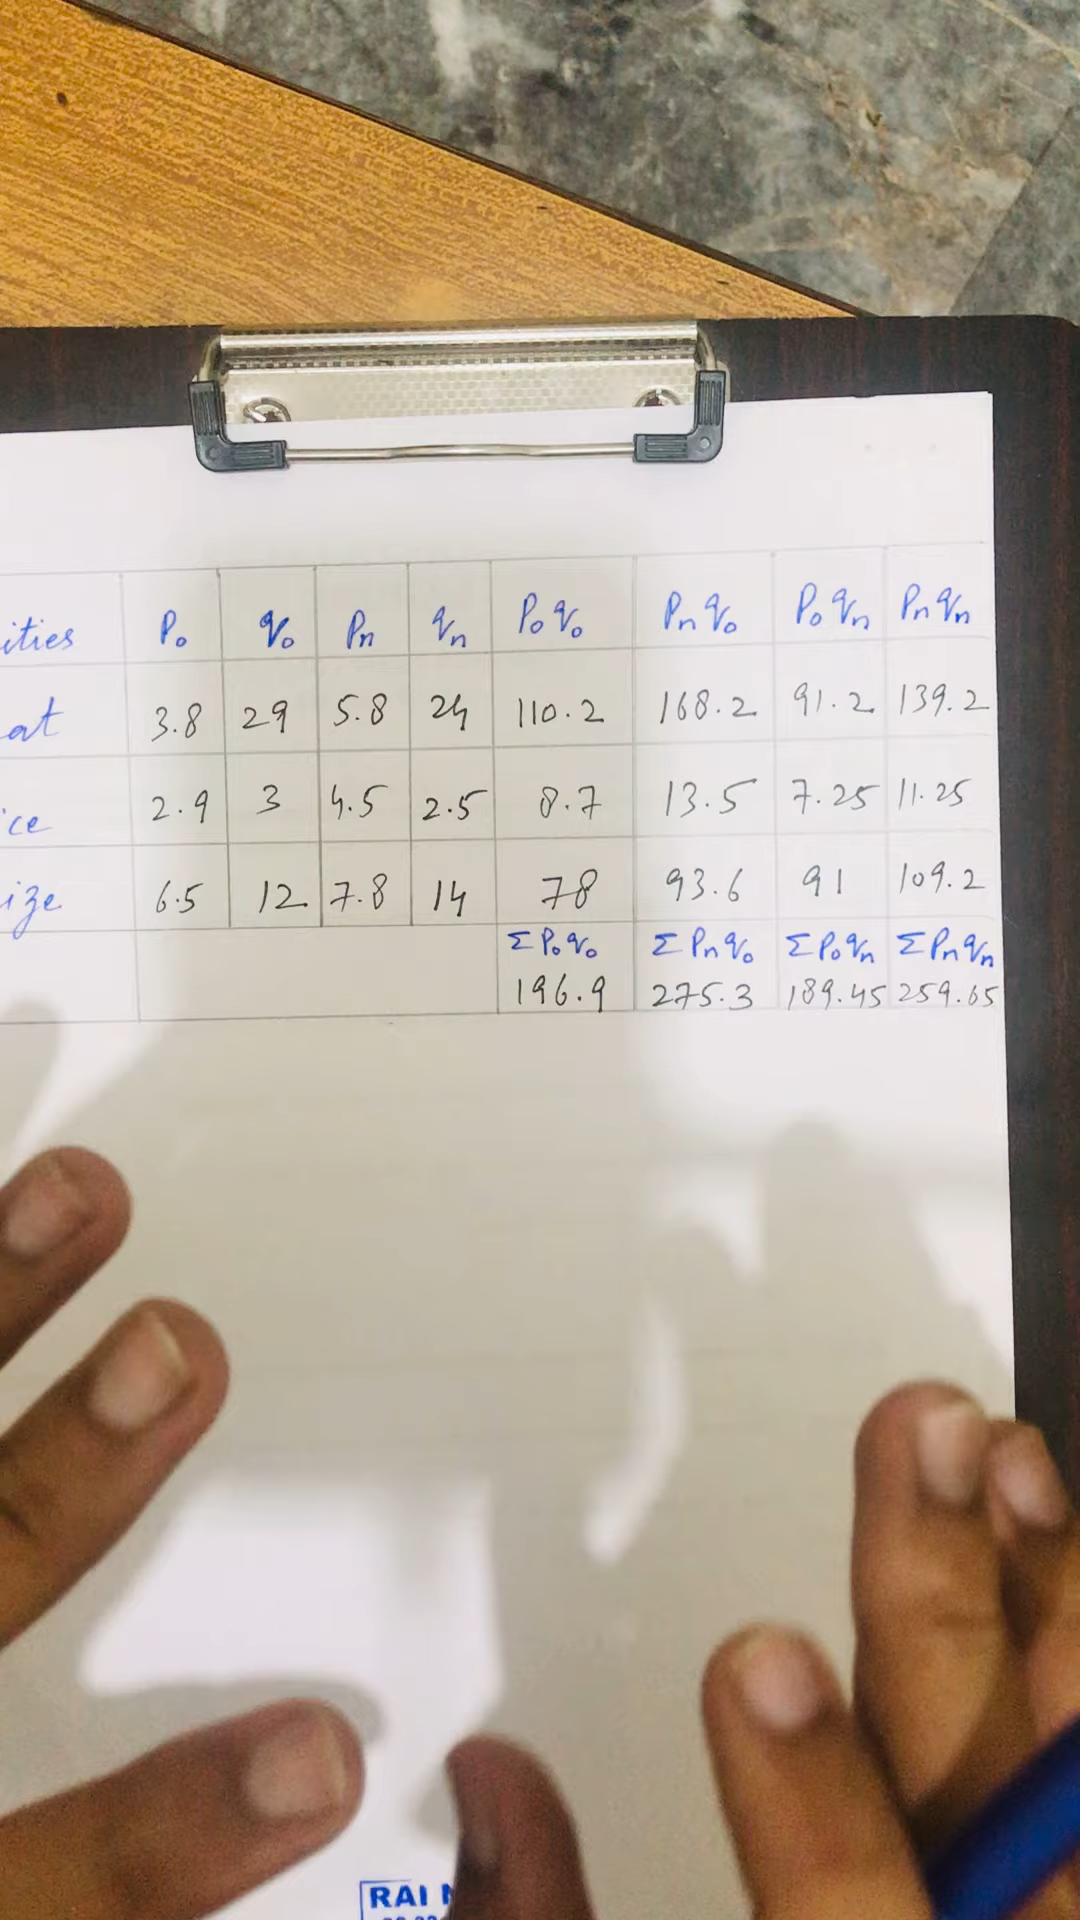 ities P₀ q₀ Pn qn P₀q₀ Pnq₀ P₀qn Pnqn
at 3.8 29 5.8 24 110.2 168.2 91.2 139.2
ice 2.9 3 4.5 2.5 8.7 13.5 7.25 11.25
ize 6.5 12 7.8 14 78 93.6 91 109.2
ΣP₀q₀ ΣPnq₀ ΣP₀qn ΣPnqn
196.9 275.3 189.45 259.65
RAI